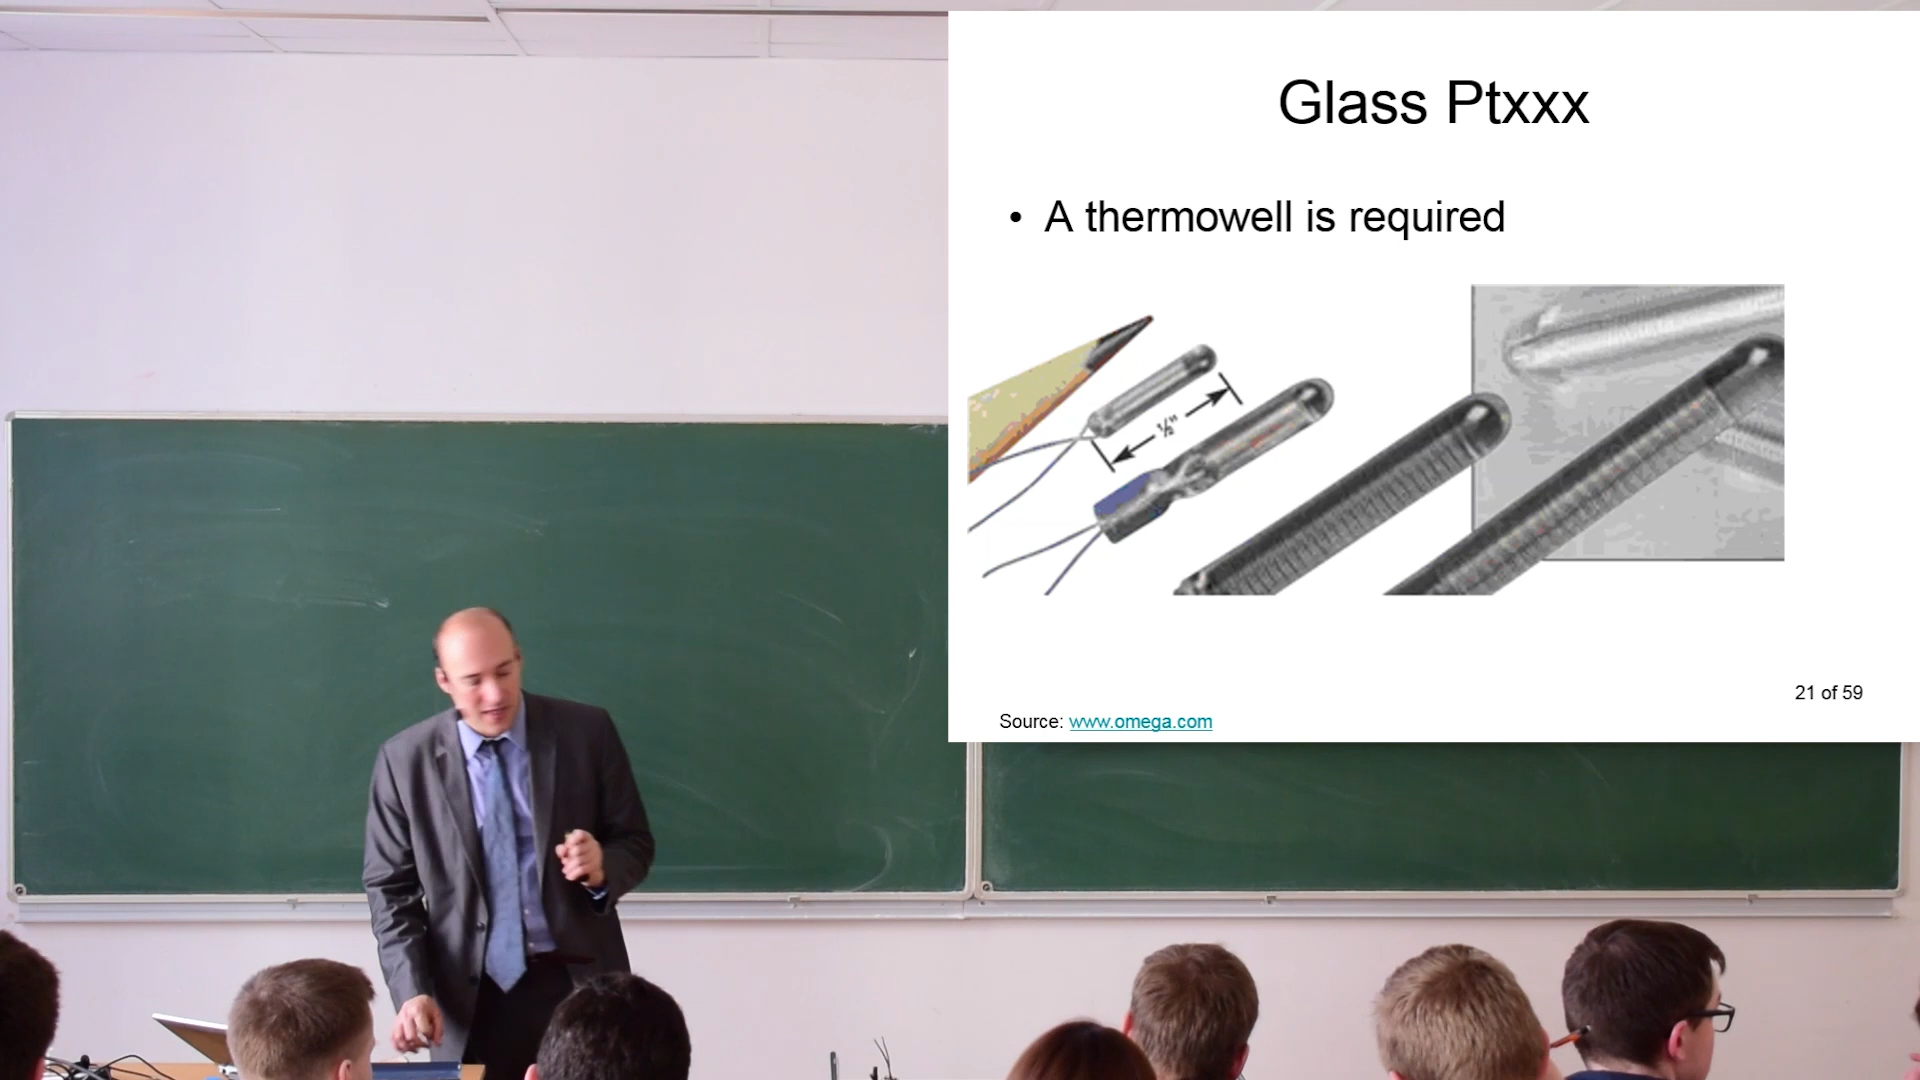 Glass Ptxxx
• A thermowell is required
½"
21 of 59
Source: www.omega.com